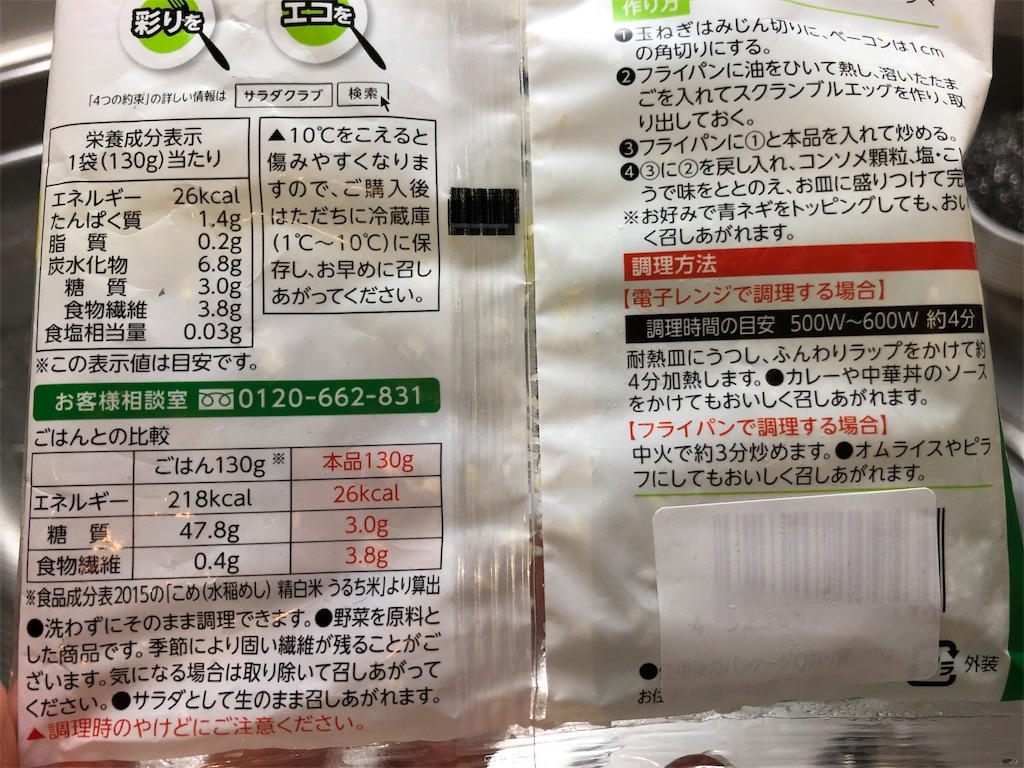 彩りを
エコを
「4つの約束」の詳しい情報は サラダクラブ 検索
栄養成分表示
1袋(130g)当たり
エネルギー 26kcal
たんぱく質 1.4g
脂 質 0.2g
炭水化物 6.8g
糖 質 3.0g
食物繊維 3.8g
食塩相当量 0.03g
※この表示値は目安です。
▲10℃をこえると
傷みやすくなりま
すので、ご購入後
はただちに冷蔵庫
(1℃〜10℃)に保
存し、お早めに召し
あがってください。
お客様相談室 0120-662-831
ごはんとの比較
ごはん130g※ 本品130g
エネルギー 218kcal 26kcal
糖 質 47.8g 3.0g
食物繊維 0.4g 3.8g
※食品成分表2015の「こめ(水稲めし) 精白米 うるち米」より算出
●洗わずにそのまま調理できます。●野菜を原料と
した商品です。季節により固い繊維が残ることがご
ざいます。気になる場合は取り除いて召しあがって
ください。●サラダとして生のまま召しあがれます。
▲調理時のやけどにご注意ください。
作り方
❶玉ねぎはみじん切りに、ベーコンは1cm
の角切りにする。
❷フライパンに油をひいて熱し、溶いたたま
ごを入れてスクランブルエッグを作り、取
り出しておく。
❸フライパンに①と本品を入れて炒める。
❹③に②を戻し入れ、コンソメ顆粒、塩・こし
うで味をととのえ、お皿に盛りつけて完
※お好みで青ネギをトッピングしても、おい
く召しあがれます。
調理方法
【電子レンジで調理する場合】
調理時間の目安 500W〜600W 約4分
耐熱皿にうつし、ふんわりラップをかけて約
4分加熱します。●カレーや中華丼のソース
をかけてもおいしく召しあがれます。
【フライパンで調理する場合】
中火で約3分炒めます。●オムライスやピラ
フにしてもおいしく召しあがれます。
外装